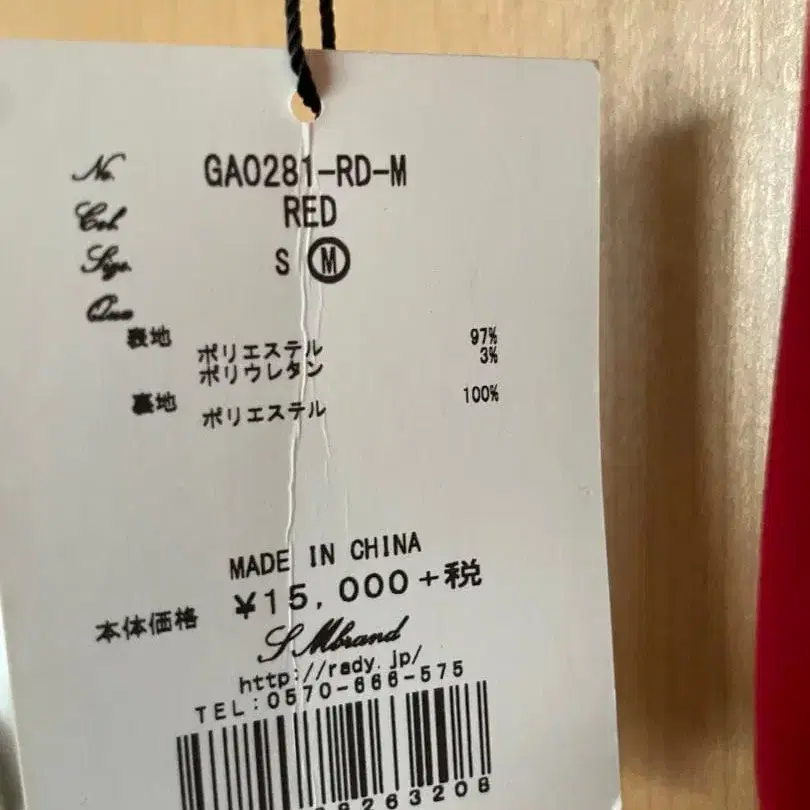 No. GA0281-RD-M
Col. RED
Size. S M
Qua
表地
ポリエステル 97%
ポリウレタン 3%
裏地
ポリエステル 100%
MADE IN CHINA
本体価格 ¥15,000+税
S Mbrand
http://rady.jp/
TEL:0570-666-575
8263208